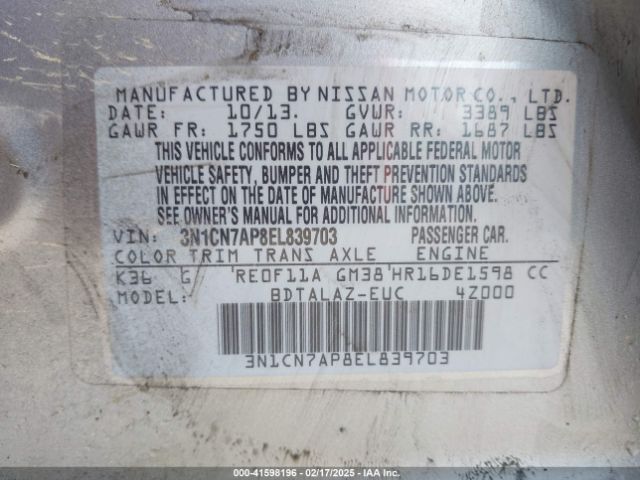 MANUFACTURED BY NISSAN MOTOR CO., LTD.
DATE: 10/13. GVWR: 3389 LBS
GAWR FR: 1750 LBS GAWR RR: 1687 LBS
THIS VEHICLE CONFORMS TO ALL APPLICABLE FEDERAL MOTOR
VEHICLE SAFETY, BUMPER AND THEFT PREVENTION STANDARDS
IN EFFECT ON THE DATE OF MANUFACTURE SHOWN ABOVE.
SEE OWNER'S MANUAL FOR ADDITIONAL INFORMATION.
VIN: 3N1CN7AP8EL839703 PASSENGER CAR.
COLOR TRIM TRANS AXLE ENGINE
K36 G 'RE0F11A GM38'HR16DE1598 CC
MODEL: BDTALAZ-EUC 4Z000
3N1CN7AP8EL839703
000-41598196 - 02/17/2025 - IAAI.com